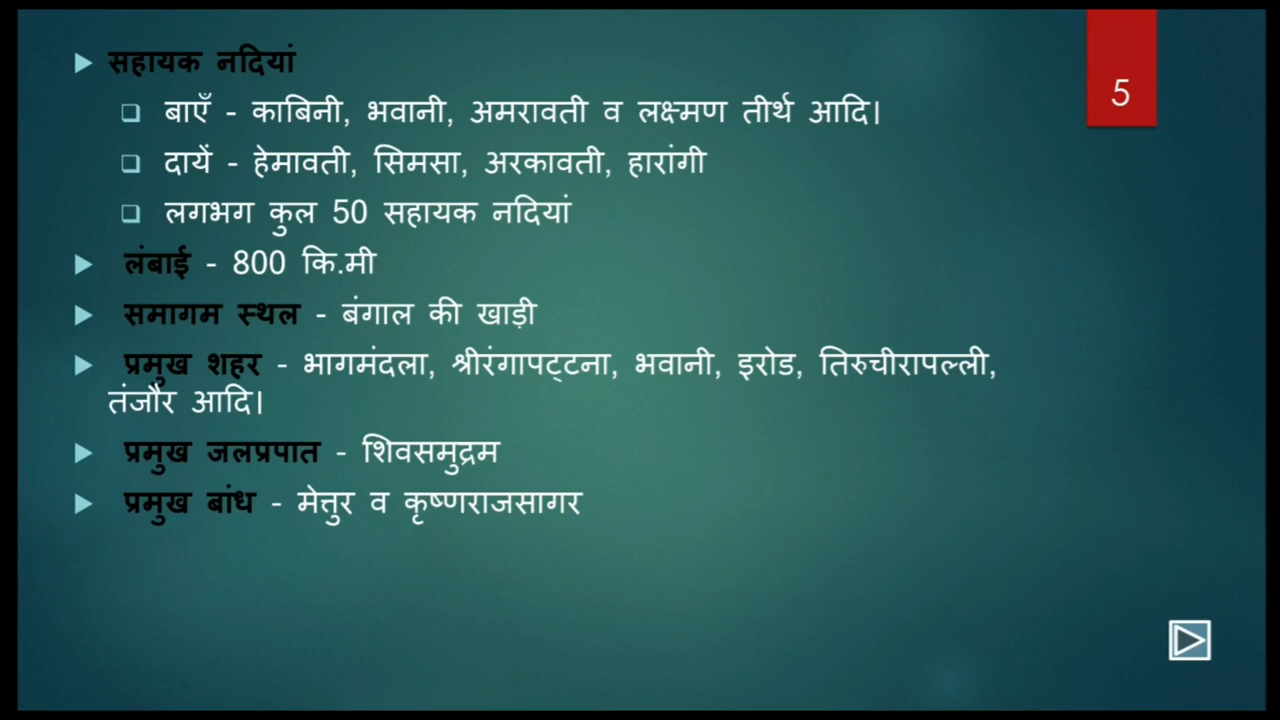 सहायक नदियां
5
बाएँ - काबिनी, भवानी, अमरावती व लक्ष्मण तीर्थ आदि।
दायें - हेमावती, सिमसा, अरकावती, हारांगी
लगभग कुल 50 सहायक नदियां
लंबाई - 800 कि.मी
समागम स्थल - बंगाल की खाड़ी
प्रमुख शहर - भागमंदला, श्रीरंगापट्टना, भवानी, इरोड, तिरुचीरापल्ली,
तंजौर आदि।
प्रमुख जलप्रपात - शिवसमुद्रम
प्रमुख बांध - मेत्तुर व कृष्णराजसागर